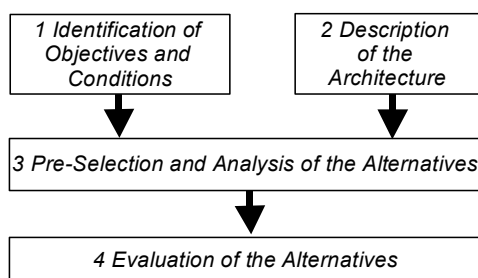 1 Identification of
Objectives and
Conditions
2 Description
of the
Architecture
3 Pre-Selection and Analysis of the Alternatives
4 Evaluation of the Alternatives